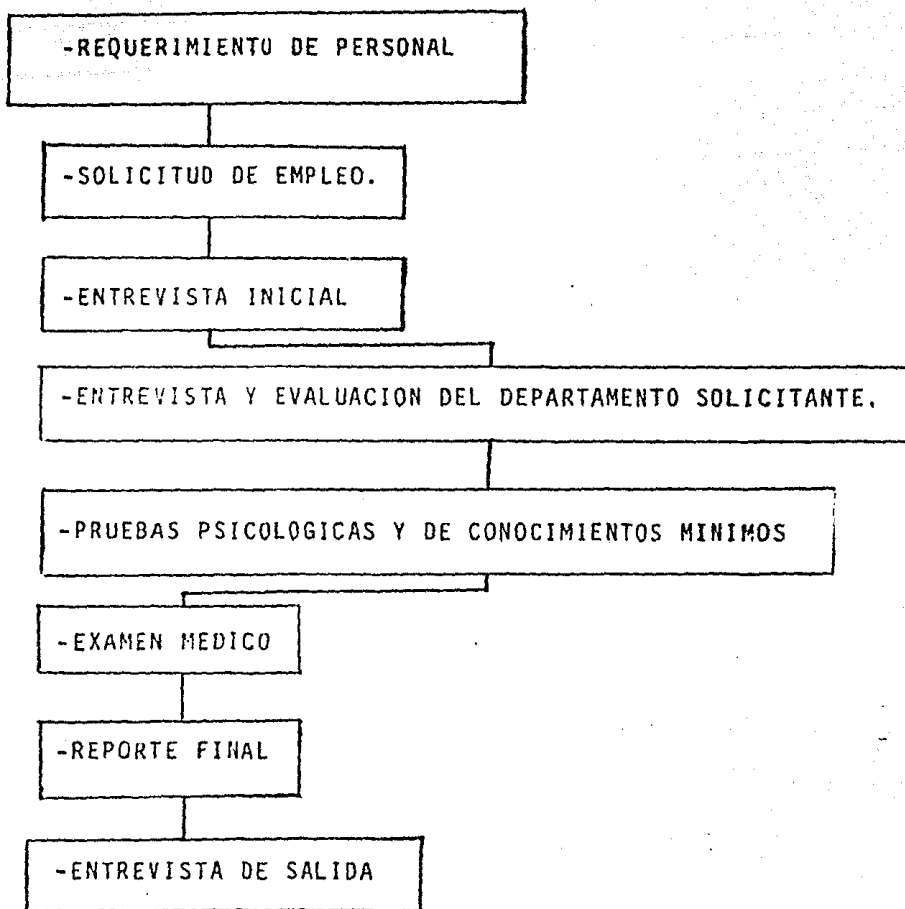 -REQUERIMIENTO DE PERSONAL
-SOLICITUD DE EMPLEO.
-ENTREVISTA INICIAL
-ENTREVISTA Y EVALUACION DEL DEPARTAMENTO SOLICITANTE.
-PRUEBAS PSICOLOGICAS Y DE CONOCIMIENTOS MINIMOS
-EXAMEN MEDICO
-REPORTE FINAL
-ENTREVISTA DE SALIDA